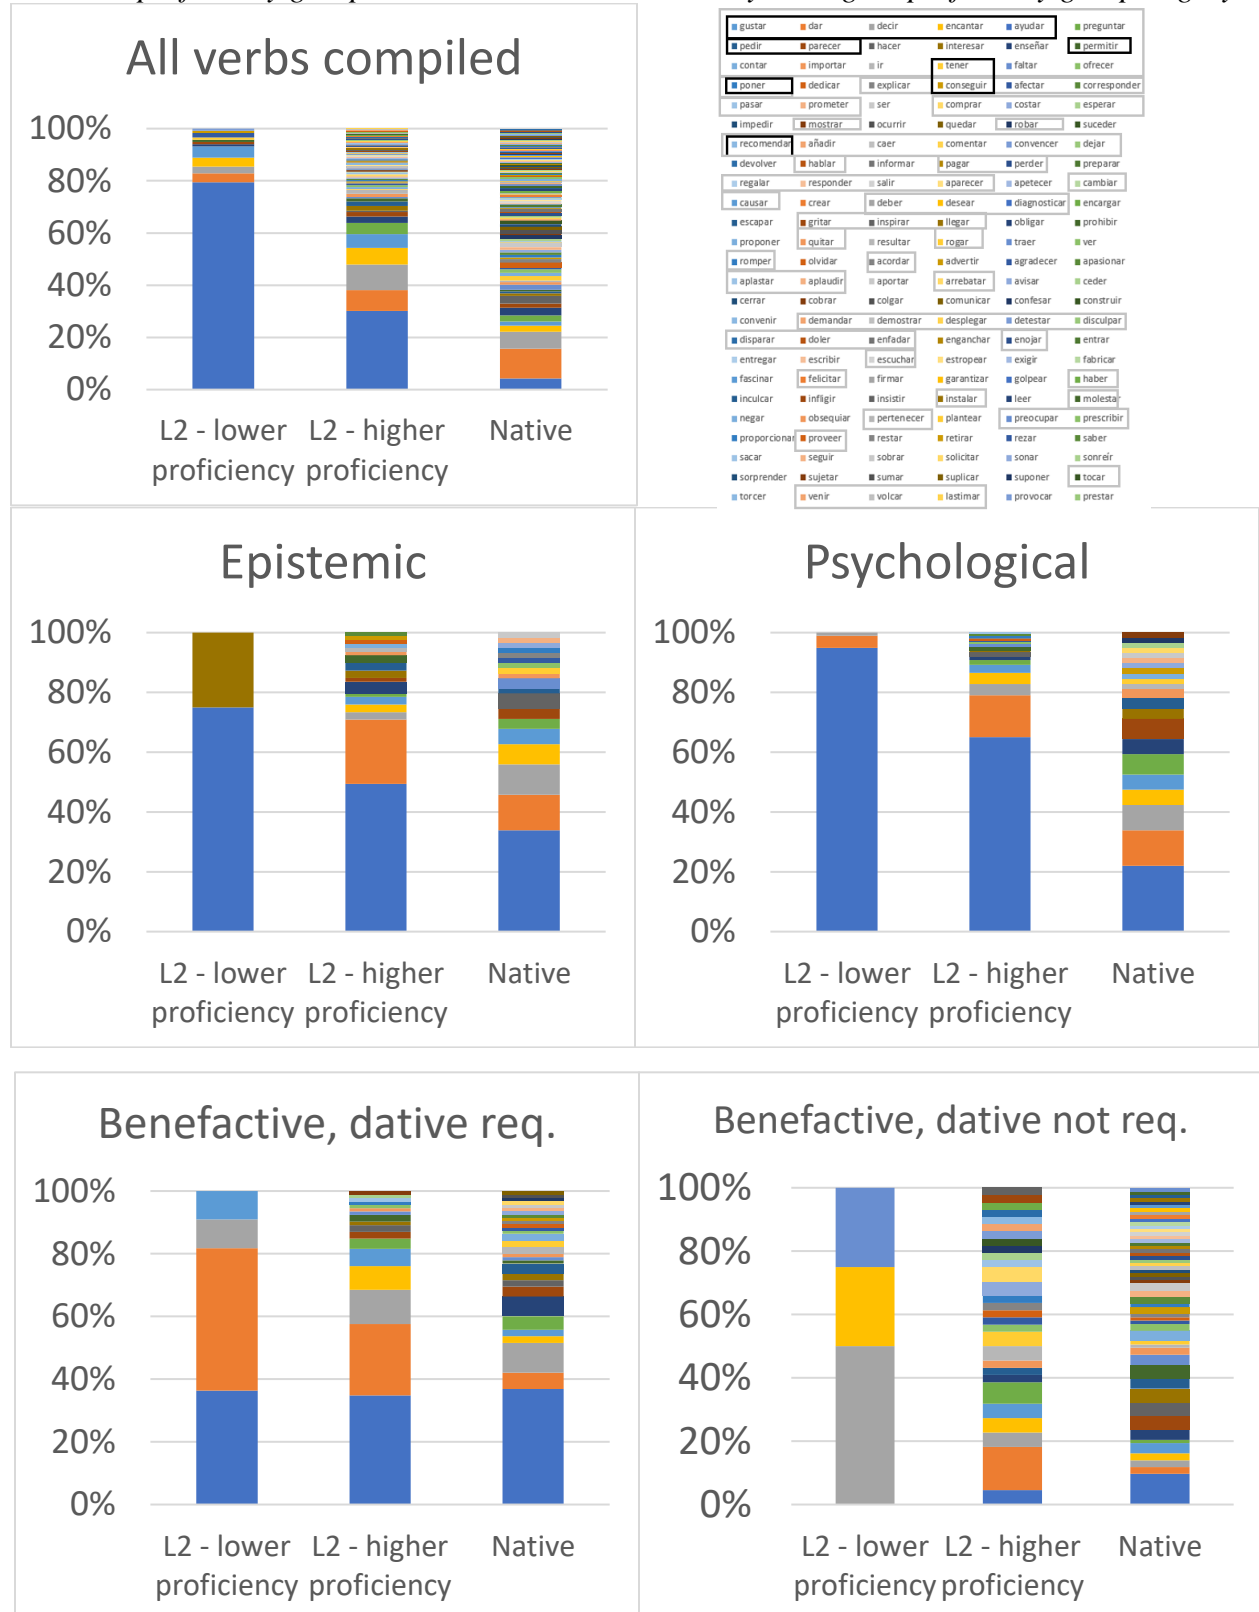 All verbs compiled
100%
80%
60%
40%
20%
0%
L2 - lower proficiency
L2 - higher proficiency
Native
gustar dar decir encantar ayudar preguntar
pedir parecer hacer interesar enseñar permitir
contar importar ir tener faltar ofrecer
poner dedicar explicar conseguir afectar corresponder
pasar prometer ser comprar costar esperar
impedir mostrar ocurrir quedar robar suceder
recomendar añadir caer comentar convencer dejar
devolver hablar informar pagar perder preparar
regalar responder salir aparecer apetecer cambiar
causar crear deber desear diagnosticar encargar
escapar gritar inspirar llegar obligar prohibir
proponer quitar resultar rogar traer ver
romper olvidar acordar advertir agradecer apasionar
aplastar aplaudir aportar arrebatar avisar ceder
cerrar cobrar colgar comunicar confesar construir
convenir demandar demostrar desplegar detestar disculpar
disparar doler enfadar enganchar enojar entrar
entregar escribir escuchar estropear exigir fabricar
fascinar felicitar firmar garantizar golpear haber
inculcar infligir insistir instalar leer molestar
negar obsequiar pertenecer plantear preocupar prescribir
proporcionar proveer restar retirar rezar saber
sacar seguir sobrar solicitar sonar sonreír
sorprender sujetar sumar suplicar suponer tocar
torcer venir volcar lastimar provocar prestar
Epistemic
100%
80%
60%
40%
20%
0%
L2 - lower proficiency
L2 - higher proficiency
Native
Psychological
100%
80%
60%
40%
20%
0%
L2 - lower proficiency
L2 - higher proficiency
Native
Benefactive, dative req.
100%
80%
60%
40%
20%
0%
L2 - lower proficiency
L2 - higher proficiency
Native
Benefactive, dative not req.
100%
80%
60%
40%
20%
0%
L2 - lower proficiency
L2 - higher proficiency
Native